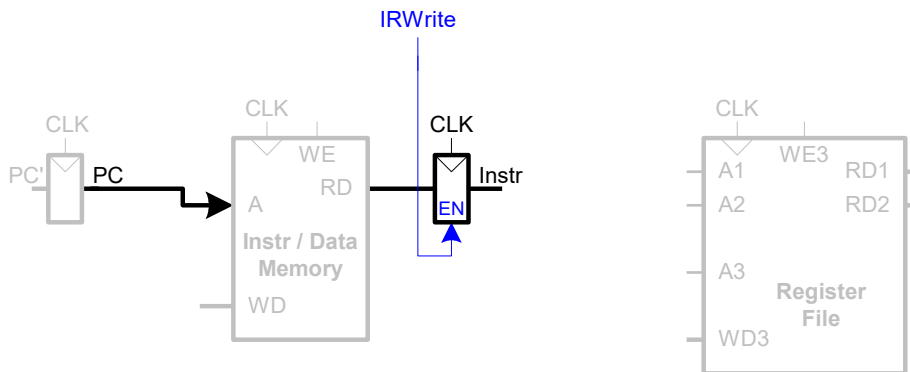 IRWrite
CLK
CLK
CLK
CLK
PC'
PC
WE
RD
A
EN
Instr
Instr / Data
Memory
WD
WE3
A1
RD1
A2
RD2
A3
Register
File
WD3